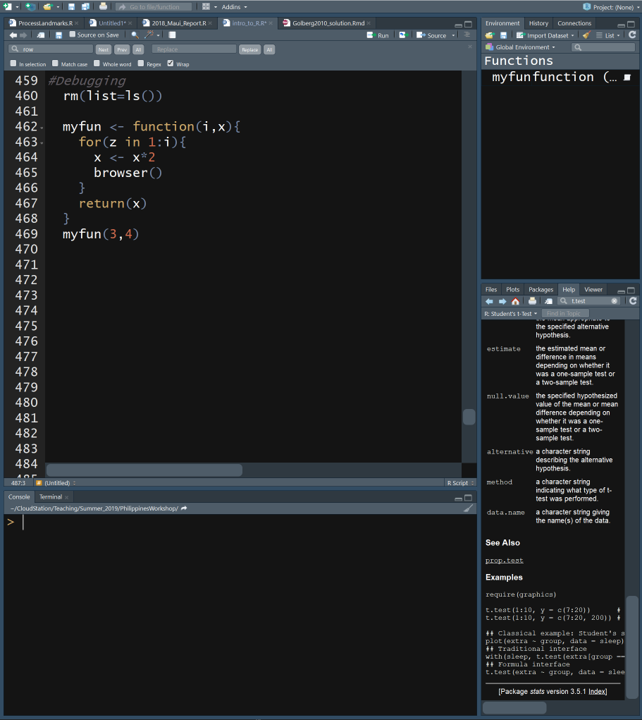 Go to file/function
Addins
Project: (None)
ProcessLandmarks.R
Untitled1*
2018_Maui_Report.R
Intro_to_R.R*
Golberg2010_solution.Rmd
Source on Save
Run
Source
row
Next
Prev
All
Replace
Replace
All
In selection
Match case
Whole word
Regex
Wrap
459 #Debugging
460 rm(list=ls())
461
462 myfun <- function(i,x){
463 for(z in 1:i){
464 x <- x*2
465 browser()
466 }
467 return(x)
468 }
469 myfun(3,4)
470
471
472
473
474
475
476
477
478
479
480
481
482
483
484
487:3
(Untitled)
R Script
Console
Terminal
~/CloudStation/Teaching/Summer_2019/PhilippinesWorkshop/
>
Environment
History
Connections
Import Dataset
List
Global Environment
Functions
myfun function (…
Files
Plots
Packages
Help
Viewer
t.test
R: Student's t-Test
Find in Topic
the specified alternative
hypothesis.
estimate the estimated mean or
difference in means
depending on whether it
was a one-sample test or
a two-sample test.
null.value the specified hypothesized
value of the mean or mean
difference depending on
whether it was a one-
sample test or a two-
sample test.
alternative a character string
describing the alternative
hypothesis.
method a character string
indicating what type of t-
test was performed.
data.name a character string giving
the name(s) of the data.
See Also
prop.test
Examples
require(graphics)
t.test(1:10, y = c(7:20)) #
t.test(1:10, y = c(7:20, 200)) #
## Classical example: Student's s
plot(extra ~ group, data = sleep)
## Traditional interface
with(sleep, t.test(extra[group ==
## Formula interface
t.test(extra ~ group, data = slee
[Package stats version 3.5.1 Index]